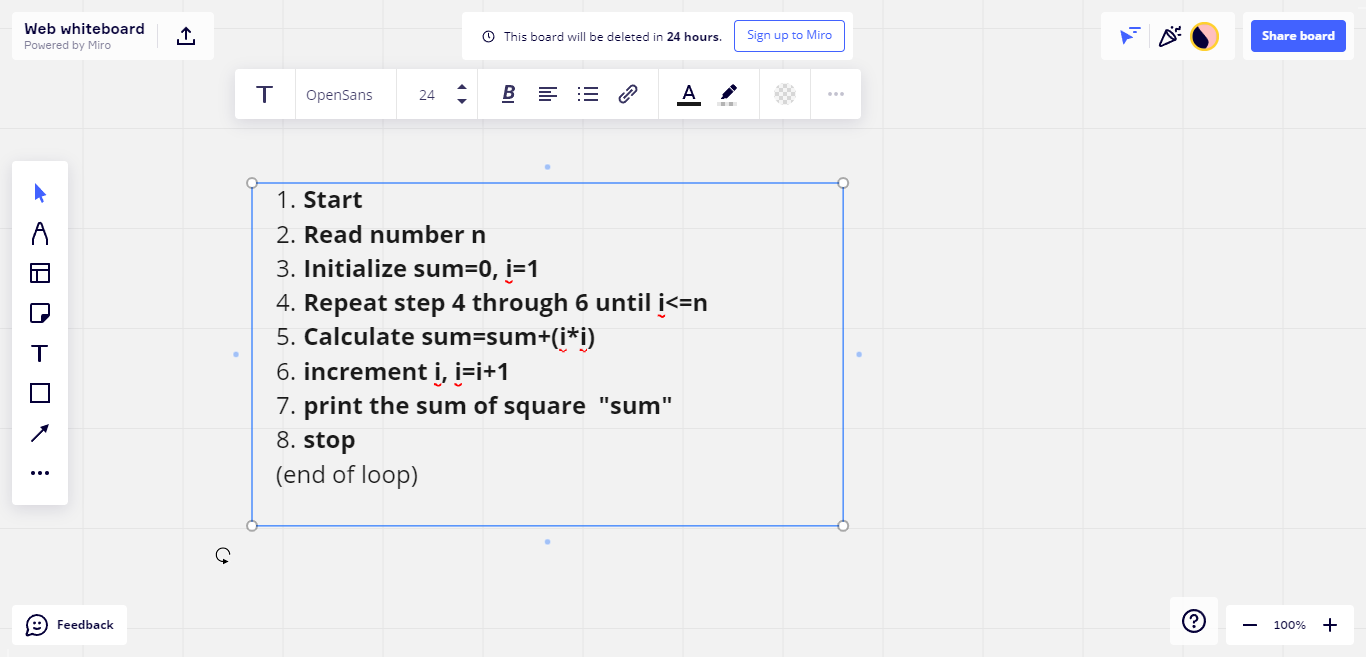 Web whiteboard
Powered by Miro
This board will be deleted in 24 hours.
Sign up to Miro
Share board
T
OpenSans
24
B
A
1. Start
2. Read number n
3. Initialize sum=0, i=1
4. Repeat step 4 through 6 until i<=n
5. Calculate sum=sum+(i*i)
6. increment i, i=i+1
7. print the sum of square  "sum"
8. stop
(end of loop)
T
Feedback
100%